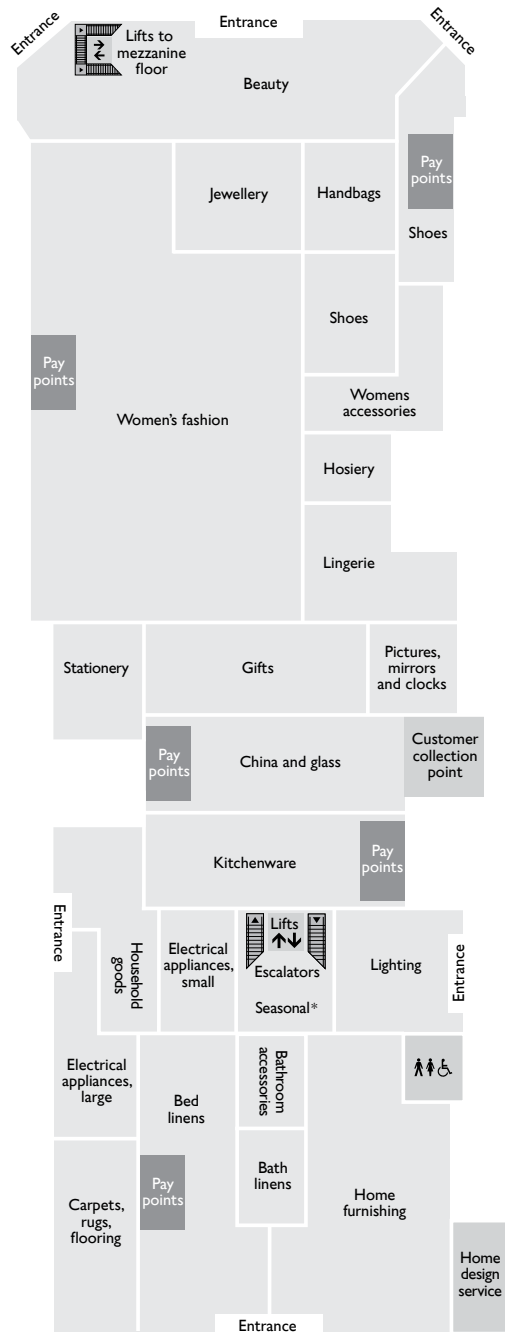 Entrance
Entrance
Entrance
Lifts to
mezzanine
floor
Beauty
Jewellery
Handbags
Pay
points
Shoes
Shoes
Pay
points
Womens
accessories
Women's fashion
Hosiery
Lingerie
Stationery
Gifts
Pictures,
mirrors
and clocks
Pay
points
China and glass
Customer
collection
point
Kitchenware
Pay
points
Entrance
Household
goods
Electrical
appliances,
small
Lifts
Escalators
Seasonal*
Lighting
Entrance
Electrical
appliances,
large
Bed
linens
Bathroom
accessories
Pay
points
Bath
linens
Carpets,
rugs,
flooring
Home
furnishing
Home
design
service
Entrance